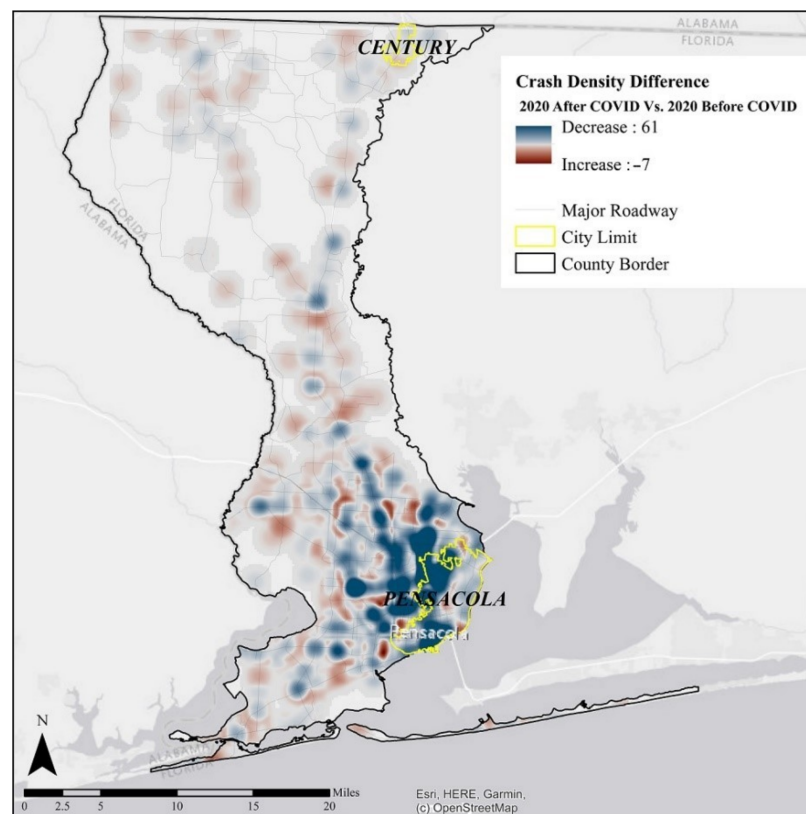 ALABAMA
FLORIDA
CENTURY
Crash Density Difference
2020 After COVID Vs. 2020 Before COVID
Decrease : 61
Increase : –7
Major Roadway
City Limit
County Border
FLORIDA
ALABAMA
PENSACOLA
Pensacola
N
ALABAMA
FLORIDA
Miles
0 2.5 5 10 15 20
Esri, HERE, Garmin,
(c) OpenStreetMap